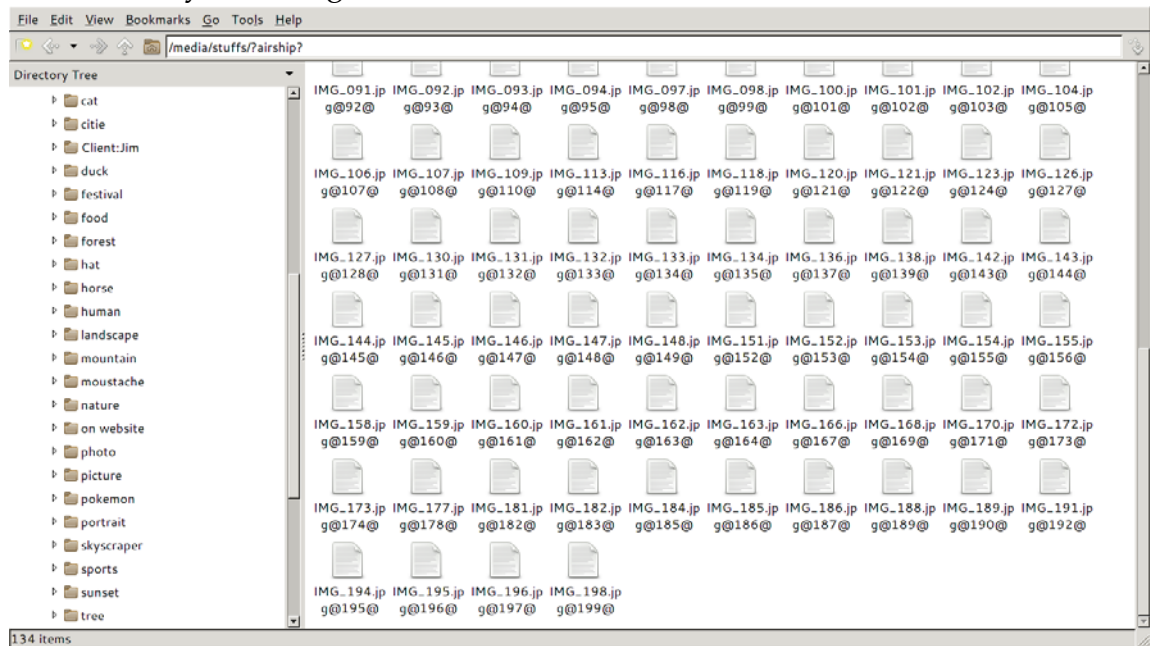 File Edit View Bookmarks Go Tools Help
/media/stuffs/?airship?
Directory Tree
cat
citie
Client:Jim
duck
festival
food
forest
hat
horse
human
landscape
mountain
moustache
nature
on website
photo
picture
pokemon
portrait
skyscraper
sports
sunset
tree
IMG_091.jp IMG_092.jp IMG_093.jp IMG_094.jp IMG_097.jp IMG_098.jp IMG_100.jp IMG_101.jp IMG_102.jp IMG_104.jp
g@92@ g@93@ g@94@ g@95@ g@98@ g@99@ g@101@ g@102@ g@103@ g@105@
IMG_106.jp IMG_107.jp IMG_109.jp IMG_113.jp IMG_116.jp IMG_118.jp IMG_120.jp IMG_121.jp IMG_123.jp IMG_126.jp
g@107@ g@108@ g@110@ g@114@ g@117@ g@119@ g@121@ g@122@ g@124@ g@127@
IMG_127.jp IMG_130.jp IMG_131.jp IMG_132.jp IMG_133.jp IMG_134.jp IMG_136.jp IMG_138.jp IMG_142.jp IMG_143.jp
g@128@ g@131@ g@132@ g@133@ g@134@ g@135@ g@137@ g@139@ g@143@ g@144@
IMG_144.jp IMG_145.jp IMG_146.jp IMG_147.jp IMG_148.jp IMG_151.jp IMG_152.jp IMG_153.jp IMG_154.jp IMG_155.jp
g@145@ g@146@ g@147@ g@148@ g@149@ g@152@ g@153@ g@154@ g@155@ g@156@
IMG_158.jp IMG_159.jp IMG_160.jp IMG_161.jp IMG_162.jp IMG_163.jp IMG_166.jp IMG_168.jp IMG_170.jp IMG_172.jp
g@159@ g@160@ g@161@ g@162@ g@163@ g@164@ g@167@ g@169@ g@171@ g@173@
IMG_173.jp IMG_177.jp IMG_181.jp IMG_182.jp IMG_184.jp IMG_185.jp IMG_186.jp IMG_188.jp IMG_189.jp IMG_191.jp
g@174@ g@178@ g@182@ g@183@ g@185@ g@186@ g@187@ g@189@ g@190@ g@192@
IMG_194.jp IMG_195.jp IMG_196.jp IMG_198.jp
g@195@ g@196@ g@197@ g@199@
134 items